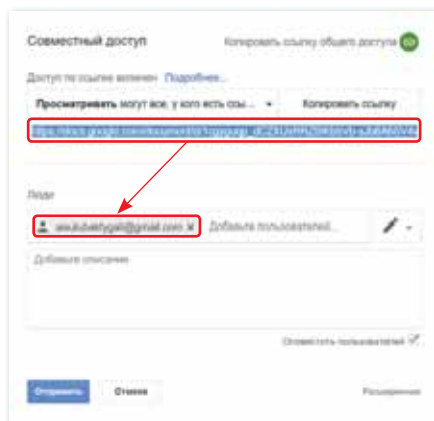 Совместный доступ
Копировать ссылку общего доступа
Доступ по ссылке включен Подробнее...
Просматривать могут все, у кого есть ссы...
Копировать ссылку
Люди
Добавьте пользователей...
Добавьте описание
Оповестить пользователей
Отправить
Отмена
Расширенные